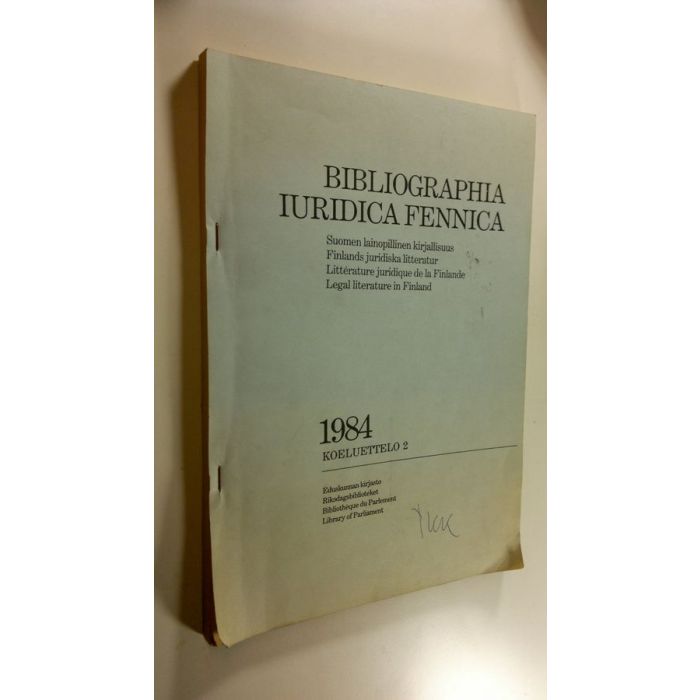 BIBLIOGRAPHIA
IURIDICA FENNICA
Suomen lainopillinen kirjallisuus
Finlands juridiska litteratur
Littérature juridique de la Finlande
Legal literature in Finland
1984
KOELUETTELO 2
Eduskunnan kirjasto
Riksdagsbiblioteket
Bibliothèque du Parlement
Library of Parliament